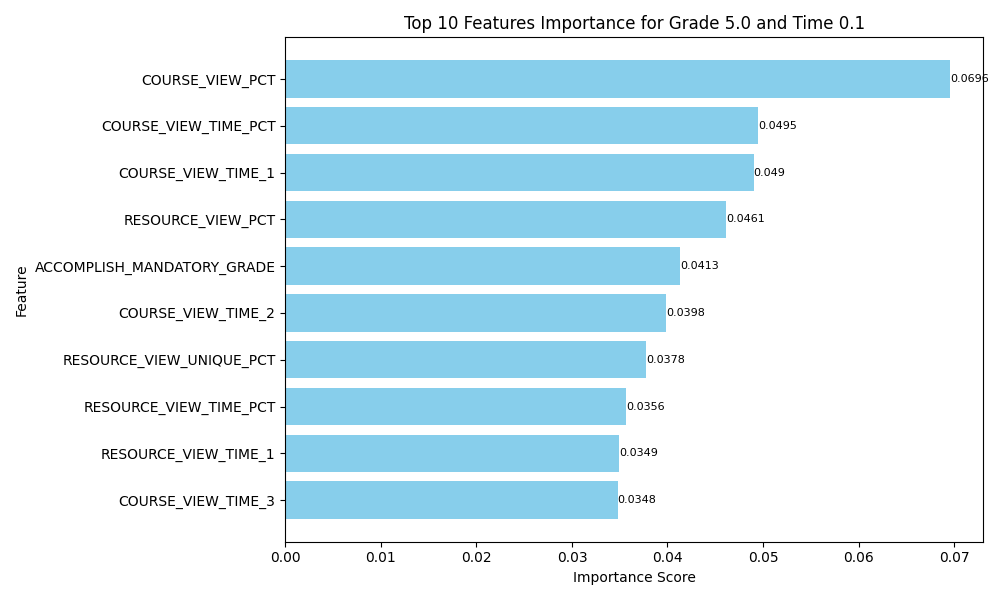 Top 10 Features Importance for Grade 5.0 and Time 0.1
Feature
COURSE_VIEW_PCT 0.0696
COURSE_VIEW_TIME_PCT 0.0495
COURSE_VIEW_TIME_1 0.049
RESOURCE_VIEW_PCT 0.0461
ACCOMPLISH_MANDATORY_GRADE 0.0413
COURSE_VIEW_TIME_2 0.0398
RESOURCE_VIEW_UNIQUE_PCT 0.0378
RESOURCE_VIEW_TIME_PCT 0.0356
RESOURCE_VIEW_TIME_1 0.0349
COURSE_VIEW_TIME_3 0.0348
0.00 0.01 0.02 0.03 0.04 0.05 0.06 0.07
Importance Score